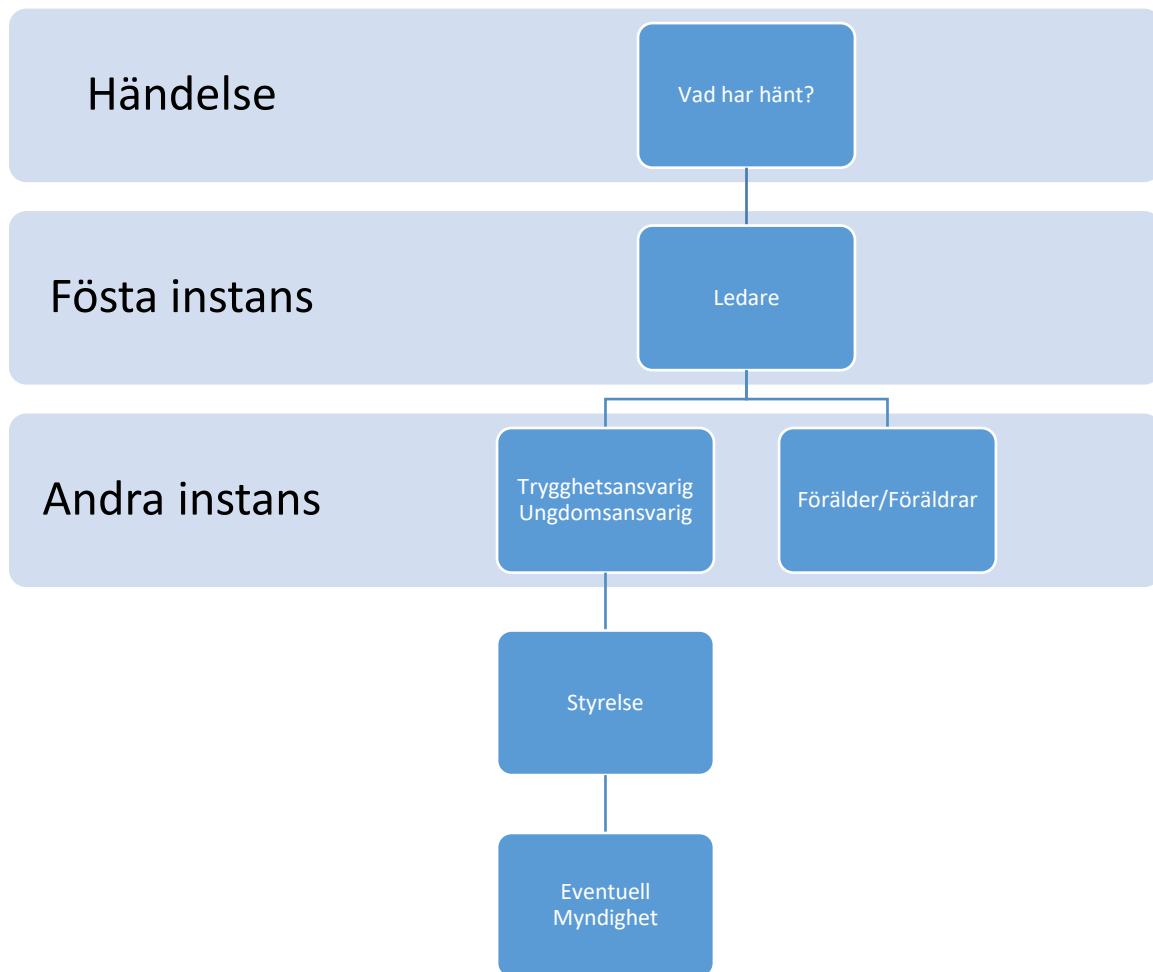 Händelse
Vad har hänt?
Fösta instans
Ledare
Andra instans
Trygghetsansvarig
Ungdomsansvarig
Förälder/Föräldrar
Styrelse
Eventuell
Myndighet